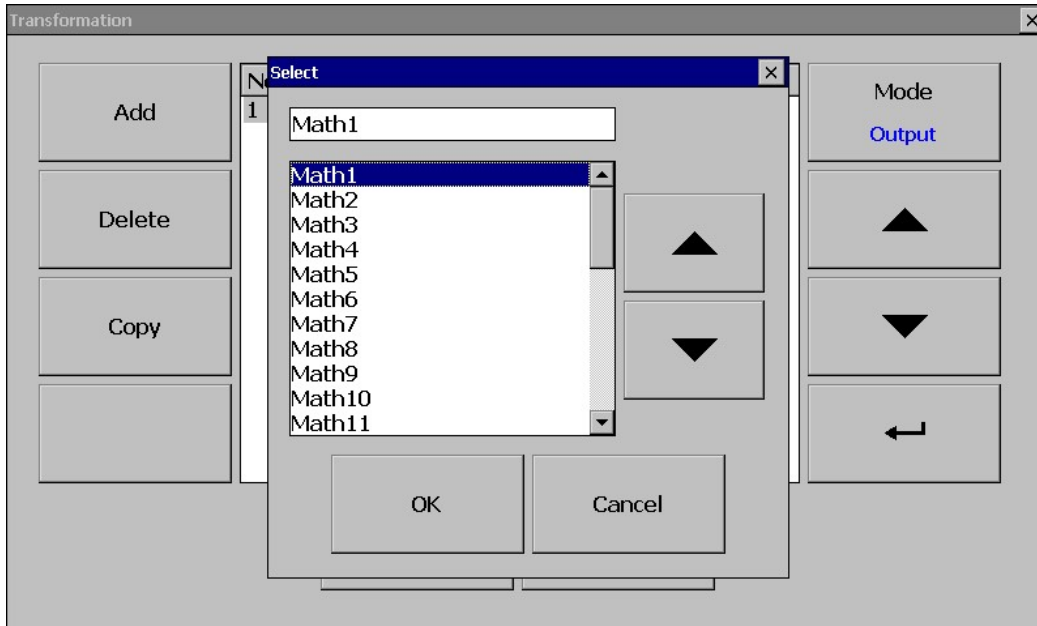 Transformation
Add
Delete
Copy
1
Select
Math1
Math1
Math2
Math3
Math4
Math5
Math6
Math7
Math8
Math9
Math10
Math11
OK
Cancel
Mode
Output